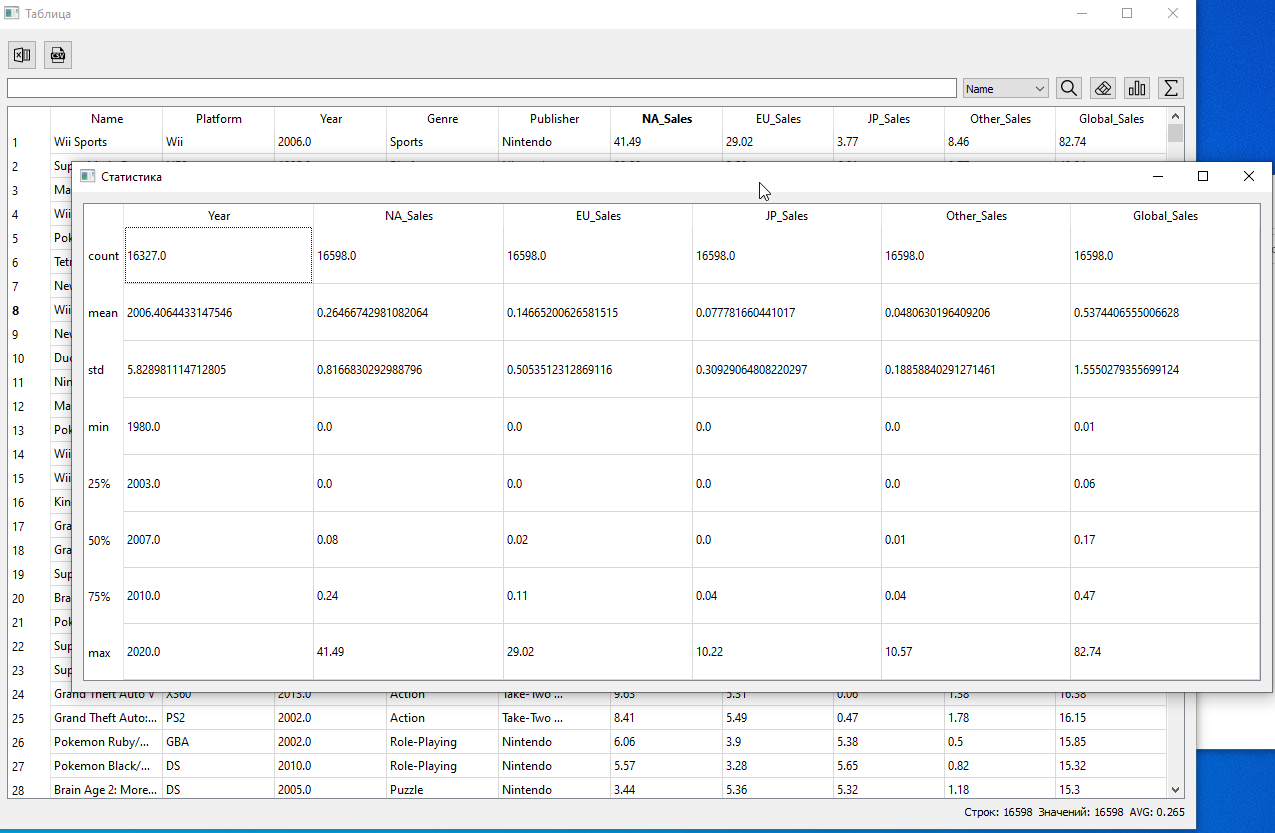 Таблица
CSV
Name
Name Platform Year Genre Publisher NA_Sales EU_Sales JP_Sales Other_Sales Global_Sales
1 Wii Sports Wii 2006.0 Sports Nintendo 41.49 29.02 3.77 8.46 82.74
2 Sup
3 Ma
4 Wii
5 Pok
6 Tetr
7 Nev
8 Wii
9 Nev
10 Duc
11 Nin
12 Ma
13 Pok
14 Wii
15 Wii
16 Kin
17 Gra
18 Gra
19 Sup
20 Bra
21 Pok
22 Sup
23 Sup
Статистика
Year NA_Sales EU_Sales JP_Sales Other_Sales Global_Sales
count 16327.0 16598.0 16598.0 16598.0 16598.0 16598.0
mean 2006.4064433147546 0.26466742981082064 0.14665200626581515 0.077781660441017 0.0480630196409206 0.5374406555006628
std 5.828981114712805 0.8166830292988796 0.5053512312869116 0.30929064808220297 0.18858840291271461 1.5550279355699124
min 1980.0 0.0 0.0 0.0 0.0 0.01
25% 2003.0 0.0 0.0 0.0 0.0 0.06
50% 2007.0 0.08 0.02 0.0 0.01 0.17
75% 2010.0 0.24 0.11 0.04 0.04 0.47
max 2020.0 41.49 29.02 10.22 10.57 82.74
24 Grand Theft Auto V X360 2013.0 Action Take-Two ... 9.63 5.31 0.06 1.38 16.38
25 Grand Theft Auto:... PS2 2002.0 Action Take-Two ... 8.41 5.49 0.47 1.78 16.15
26 Pokemon Ruby/... GBA 2002.0 Role-Playing Nintendo 6.06 3.9 5.38 0.5 15.85
27 Pokemon Black/... DS 2010.0 Role-Playing Nintendo 5.57 3.28 5.65 0.82 15.32
28 Brain Age 2: More... DS 2005.0 Puzzle Nintendo 3.44 5.36 5.32 1.18 15.3
Строк: 16598 Значений: 16598 AVG: 0.265